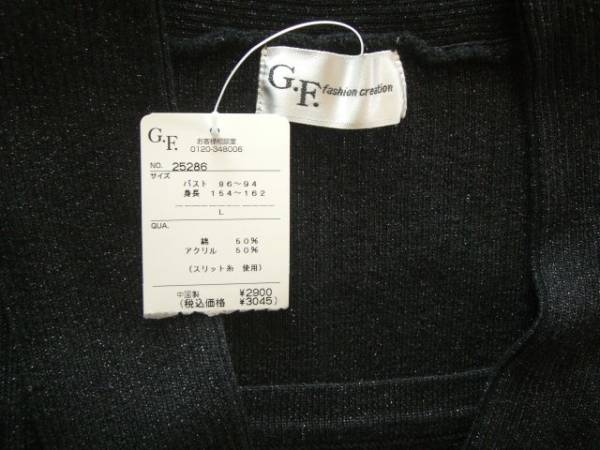 G.F. fashion creation
G.F.
お客様相談室
0120-348006
NO. 25286
サイズ
バスト 86～94
身長 154～162
L
QUA.
綿 50%
アクリル 50%
(スリット糸 使用)
中国製 ¥2900
(税込価格 ¥3045)